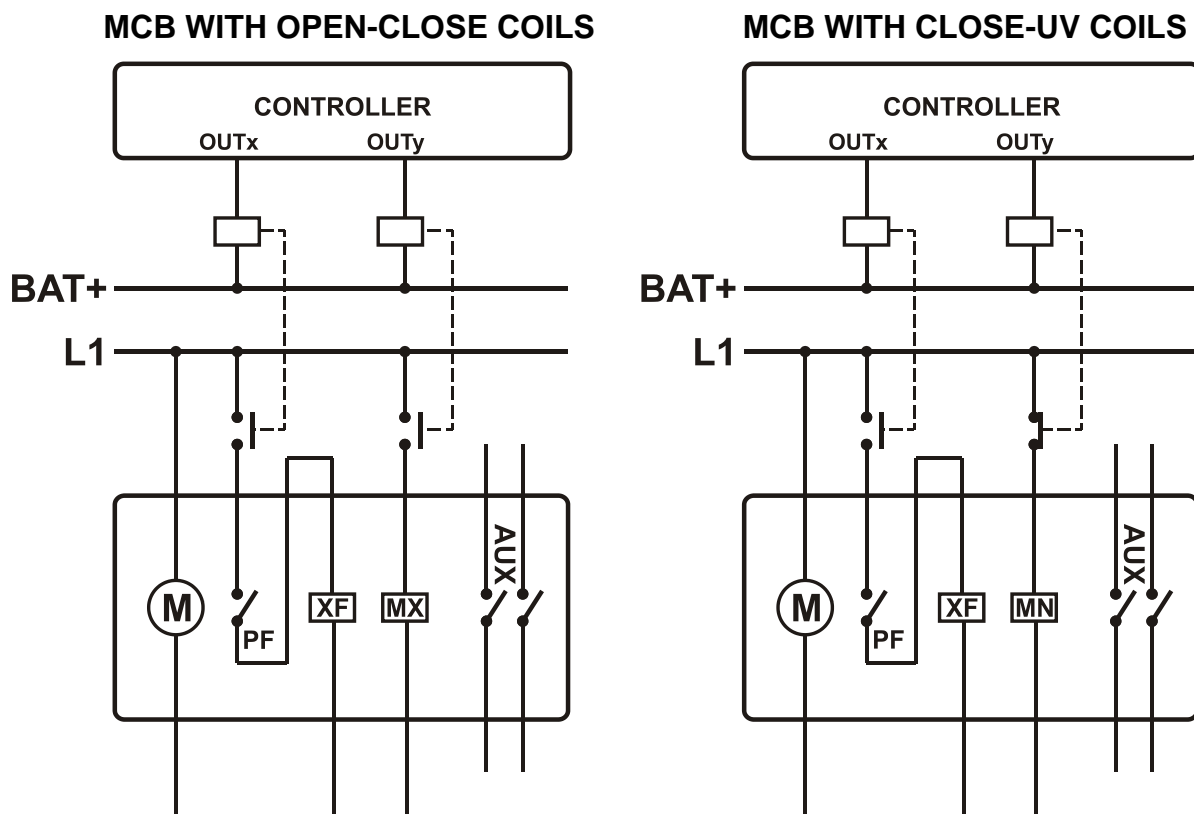 MCB WITH OPEN-CLOSE COILS
CONTROLLER
OUTx OUTy
BAT+
L1
AUX
M
XF
MX
PF
MCB WITH CLOSE-UV COILS
CONTROLLER
OUTx OUTy
BAT+
L1
AUX
M
XF
MN
PF